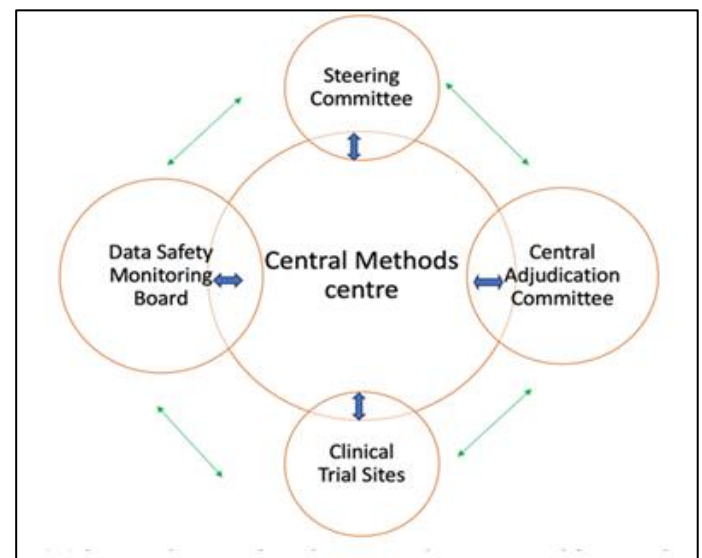 Steering
Committee
Data Safety
Monitoring
Board
Central Methods
centre
Central
Adjudication
Committee
Clinical
Trial Sites